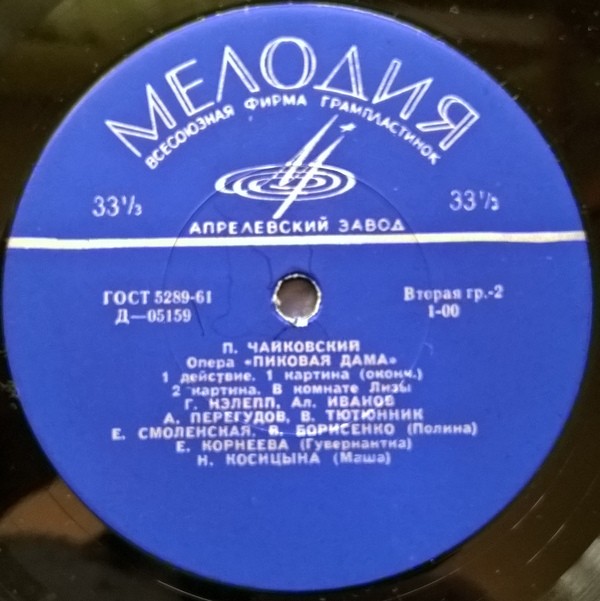 МЕЛОДИЯ
ВСЕСОЮЗНАЯ ФИРМА ГРАМПЛАСТИНОК
33⅓ 33⅓
АПРЕЛЕВСКИЙ ЗАВОД
ГОСТ 5289-61 Вторая гр.-2
Д—05159 1-00
П. ЧАЙКОВСКИЙ
Опера «ПИКОВАЯ ДАМА»
1 действие. 1 картина (оконч.)
2 картина. В комнате Лизы
Г. НЭЛЕПП, Ал. ИВАНОВ
А. ПЕРЕГУДОВ, В. ТЮТЮННИК
Е. СМОЛЕНСКАЯ, В. БОРИСЕНКО (Полина)
Е. КОРНЕЕВА (Гувернантка)
Н. КОСИЦЫНА (Маша)